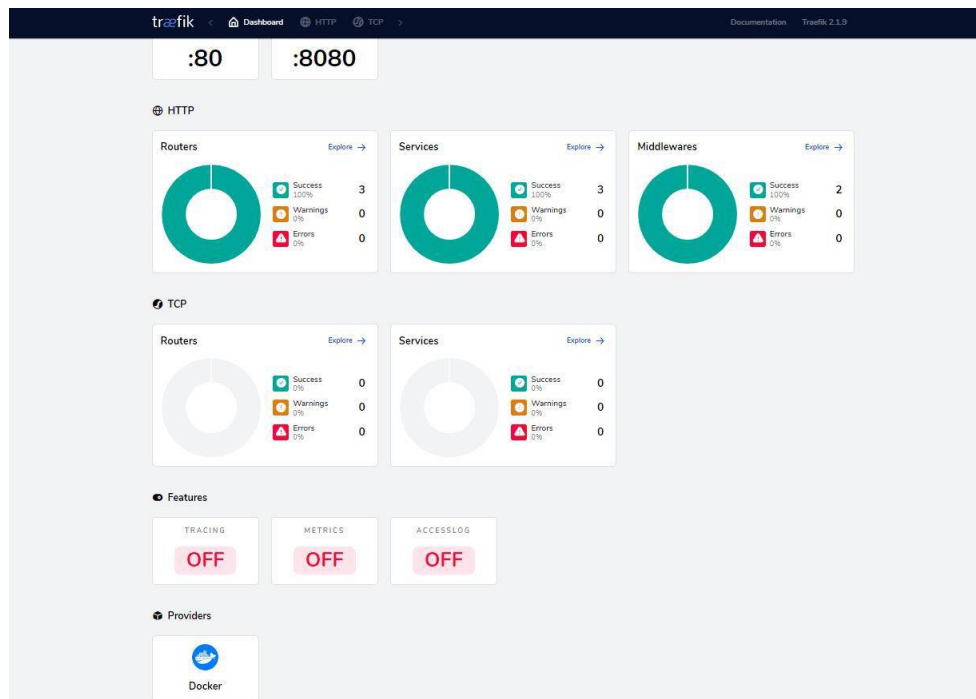 træfik Dashboard HTTP TCP Documentation Traefik 2.1.9
:80 :8080
HTTP
Routers Explore →
Success 3
100%
Warnings 0
0%
Errors 0
0%
Services Explore →
Success 3
100%
Warnings 0
0%
Errors 0
0%
Middlewares Explore →
Success 2
100%
Warnings 0
0%
Errors 0
0%
TCP
Routers Explore →
Success 0
0%
Warnings 0
0%
Errors 0
0%
Services Explore →
Success 0
0%
Warnings 0
0%
Errors 0
0%
Features
TRACING
OFF
METRICS
OFF
ACCESSLOG
OFF
Providers
Docker